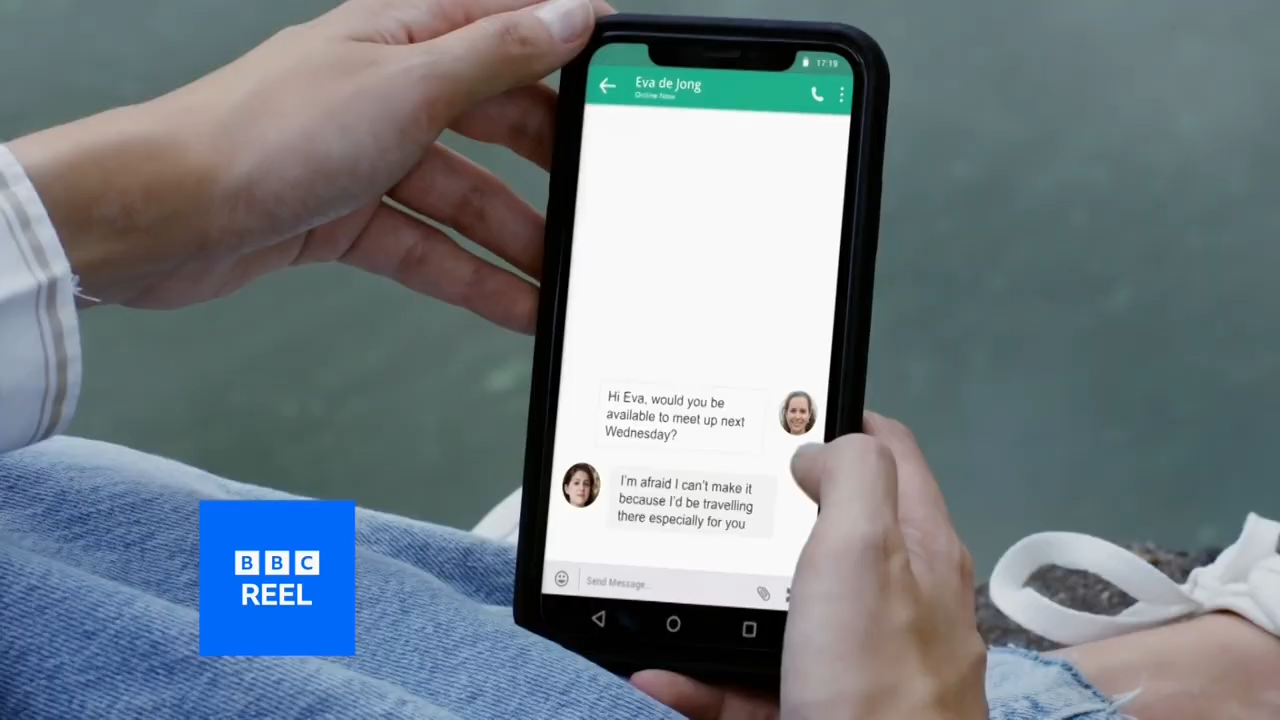 17:19
Eva de Jong
Online Now
Hi Eva, would you be
available to meet up next
Wednesday?
I'm afraid I can't make it
because I'd be travelling
there especially for you
Send Message...
BBC
REEL